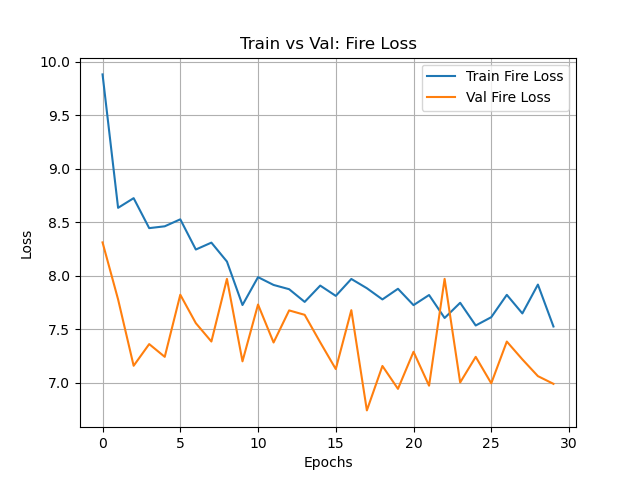 Train vs Val: Fire Loss
Train Fire Loss
Val Fire Loss
10.0
9.5
9.0
8.5
8.0
7.5
7.0
Loss
0 5 10 15 20 25 30
Epochs